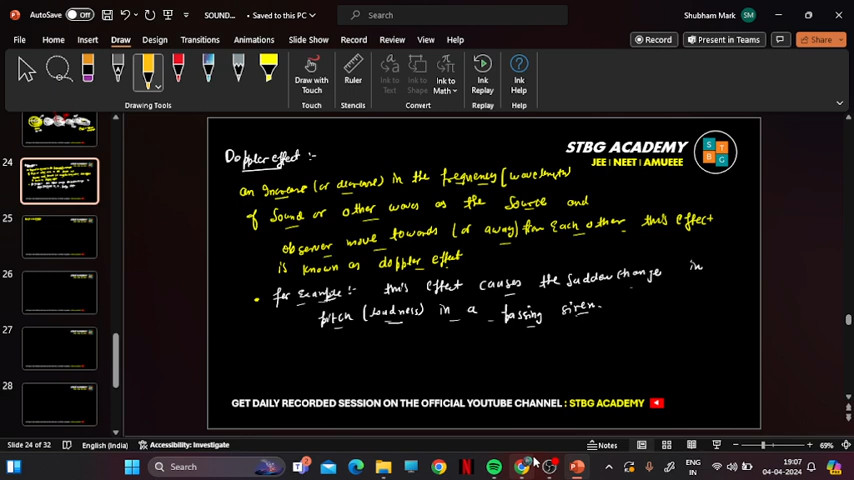 AutoSave Off SOUND... • Saved to this PC Search Shubham Mark SM
File Home Insert Draw Design Transitions Animations Slide Show Record Review View Help Record Present in Teams Share
Draw with Touch Ruler Ink to Text Ink to Shape Ink to Math Ink Replay Ink Help
Drawing Tools Touch Stencils Convert Replay Help
24
25
26
27
28
Doppler effect :-
STBG ACADEMY
JEE | NEET | AMUEEE
S T
B G
an Increase (or decrease) in the frequency (wavelength)
of Sound or other waves as the Source and
observer move towards (or away) from Each other this effect
is known as doppler effect
• for Example :- this effect causes the sudden change in
pitch (loudness) in a passing siren.
GET DAILY RECORDED SESSION ON THE OFFICIAL YOUTUBE CHANNEL : STBG ACADEMY
Slide 24 of 32 English (India) Accessibility: Investigate Notes 69%
Search ENG IN 19:07 04-04-2024